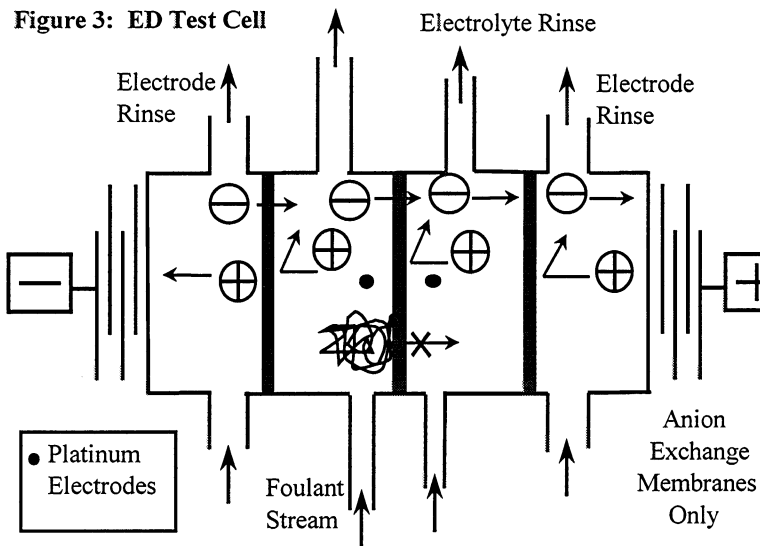 Figure 3: ED Test Cell
Electrolyte Rinse
Electrode
Rinse
Electrode
Rinse
−
+
Platinum
Electrodes
Foulant
Stream
Anion
Exchange
Membranes
Only